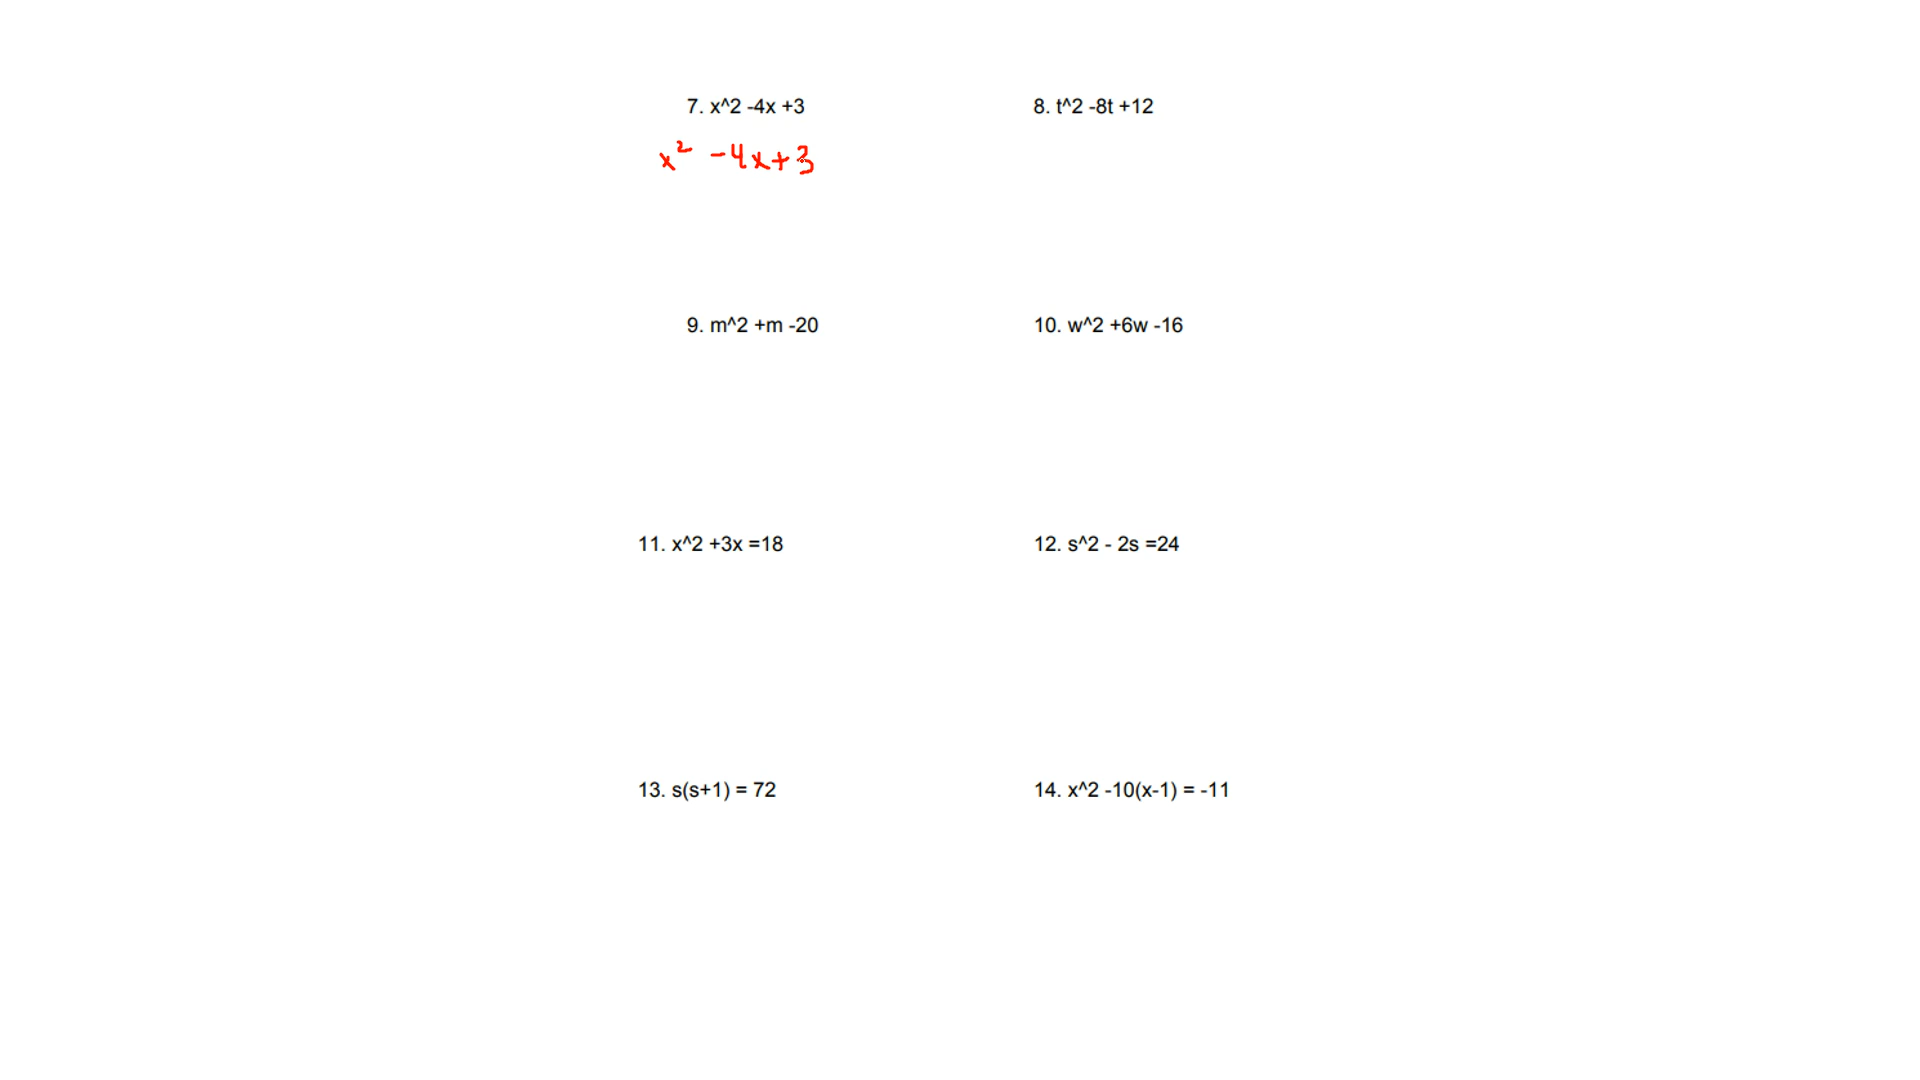 7. x^2 -4x +3
8. t^2 -8t +12
x² -4x+3
9. m^2 +m -20
10. w^2 +6w -16
11. x^2 +3x =18
12. s^2 - 2s =24
13. s(s+1) = 72
14. x^2 -10(x-1) = -11